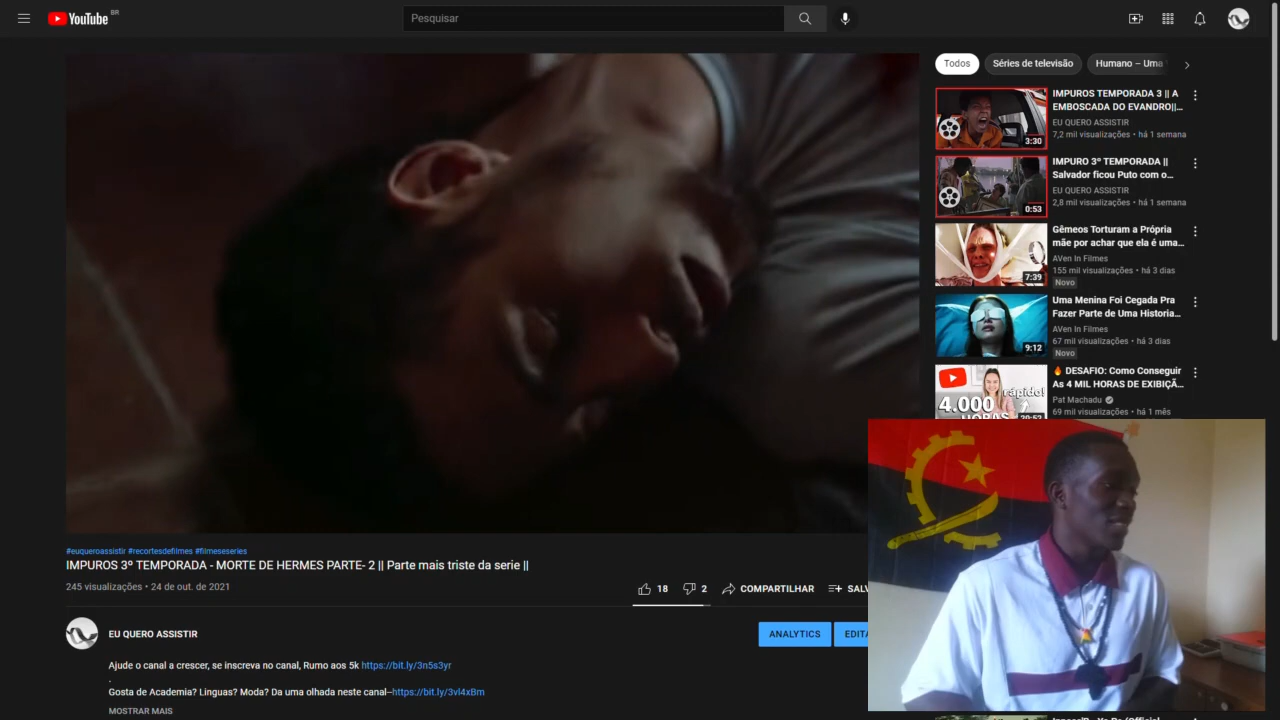 YouTube BR
Pesquisar
Todos
Séries de televisão
Humano – Uma
IMPUROS TEMPORADA 3 || A
EMBOSCADA DO EVANDRO||...
EU QUERO ASSISTIR
7,2 mil visualizações • há 1 semana
3:30
IMPURO 3º TEMPORADA ||
Salvador ficou Puto com o...
EU QUERO ASSISTIR
2,8 mil visualizações • há 1 semana
0:53
Gêmeos Torturam a Própria
mãe por achar que ela é uma...
AVen In Filmes
155 mil visualizações • há 3 dias
Novo
7:39
Uma Menina Foi Cegada Pra
Fazer Parte de Uma Historia...
AVen In Filmes
67 mil visualizações • há 3 dias
Novo
9:12
🔥 DESAFIO: Como Conseguir
As 4 MIL HORAS DE EXIBIÇÃ...
Pat Machadu
69 mil visualizações • há 1 mês
rápido!
4.000
#euqueroassistir #recortesdefilmes #filmeseseries
IMPUROS 3º TEMPORADA - MORTE DE HERMES PARTE- 2 || Parte mais triste da serie ||
245 visualizações • 24 de out. de 2021
18
2
COMPARTILHAR
SALV
EU QUERO ASSISTIR
ANALYTICS
EDITA
Ajude o canal a crescer, se inscreva no canal, Rumo aos 5k https://bit.ly/3n5s3yr
.
Gosta de Academia? Linguas? Moda? Da uma olhada neste canal--https://bit.ly/3vl4xBm
MOSTRAR MAIS